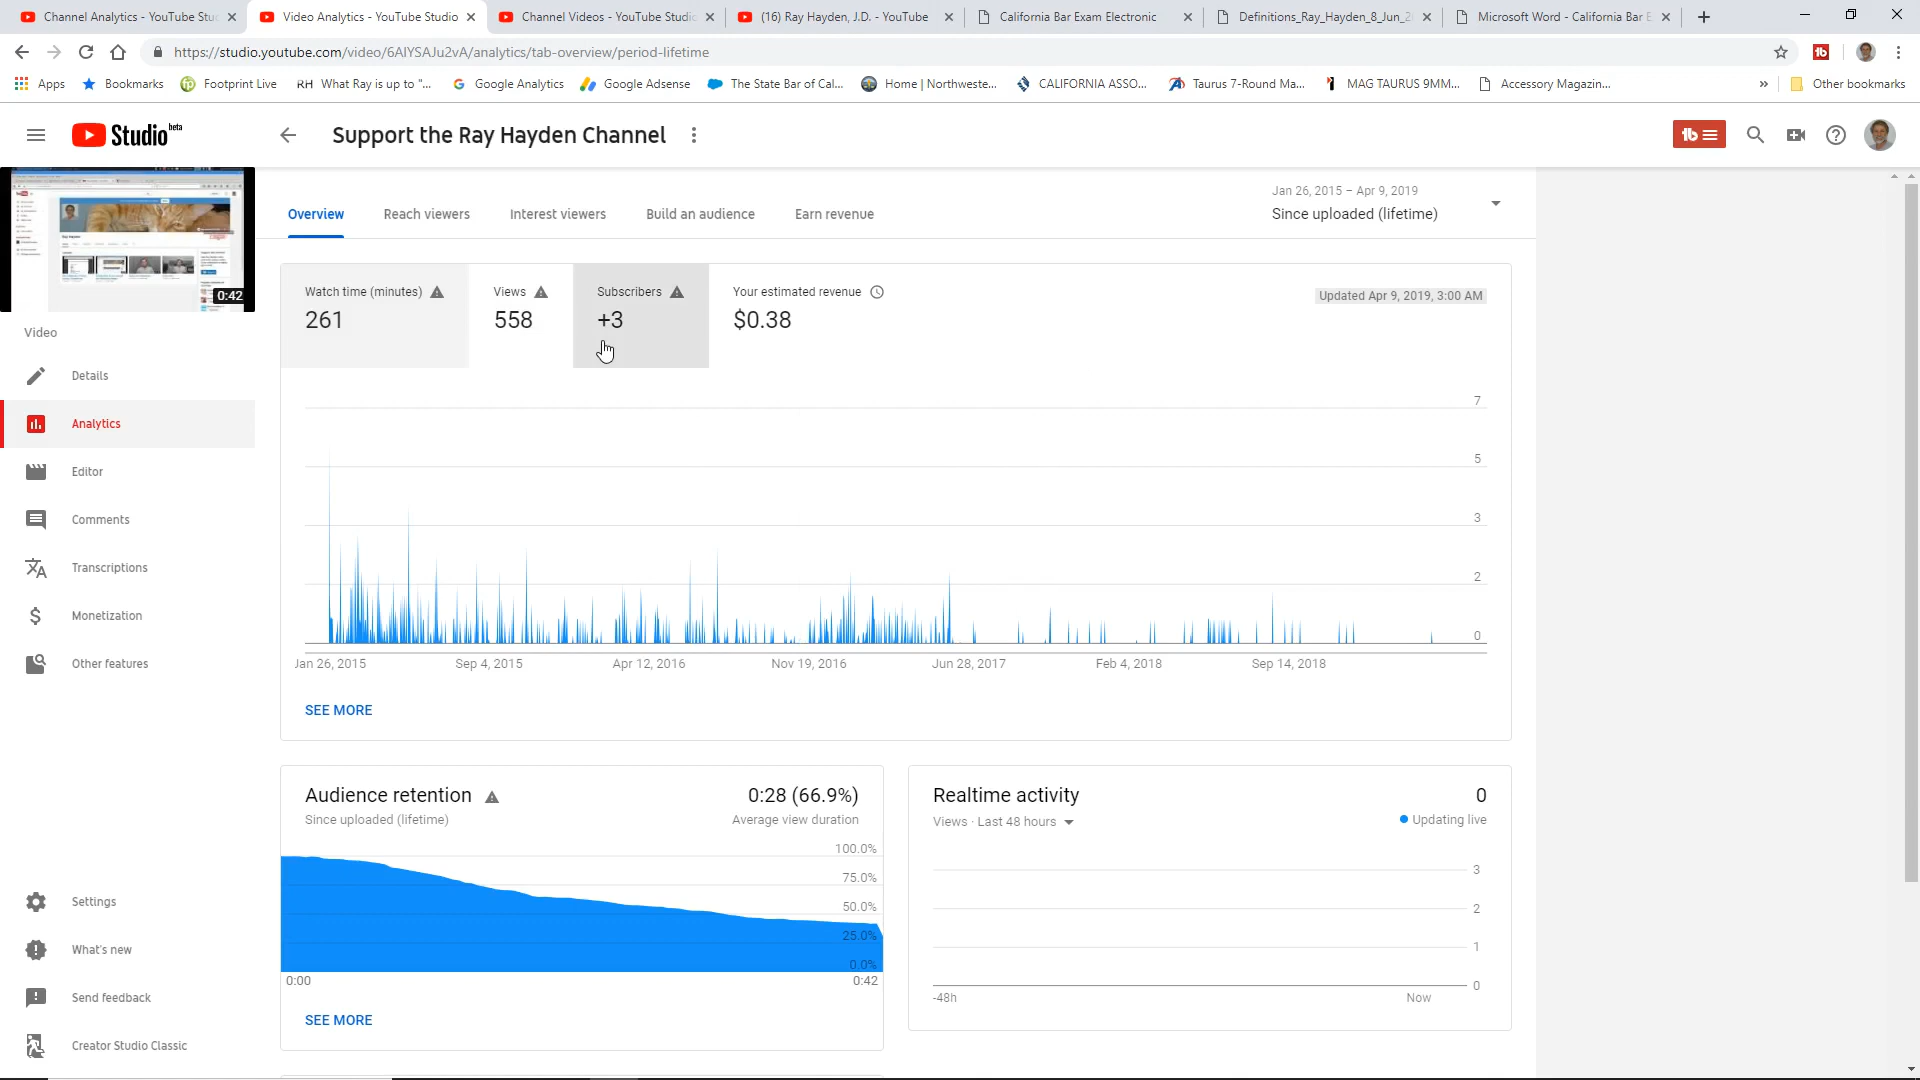 Channel Analytics - YouTube Stu
Video Analytics - YouTube Studio
Channel Videos - YouTube Studio
(16) Ray Hayden, J.D. - YouTube
California Bar Exam Electronic
Definitions_Ray_Hayden_8_Jun_2
Microsoft Word - California Bar E
https://studio.youtube.com/video/6AIYSAJu2vA/analytics/tab-overview/period-lifetime
Apps
Bookmarks
Footprint Live
RH What Ray is up to "...
Google Analytics
Google Adsense
The State Bar of Cal...
Home | Northweste...
CALIFORNIA ASSO...
Taurus 7-Round Ma...
MAG TAURUS 9MM...
Accessory Magazin...
»
Other bookmarks
Studio beta
Support the Ray Hayden Channel
0:42
Video
Details
Analytics
Editor
Comments
Transcriptions
Monetization
Other features
Settings
What's new
Send feedback
Creator Studio Classic
Overview
Reach viewers
Interest viewers
Build an audience
Earn revenue
Jan 26, 2015 – Apr 9, 2019
Since uploaded (lifetime)
Watch time (minutes)
261
Views
558
Subscribers
+3
Your estimated revenue
$0.38
Updated Apr 9, 2019, 3:00 AM
7
5
3
2
0
Jan 26, 2015
Sep 4, 2015
Apr 12, 2016
Nov 19, 2016
Jun 28, 2017
Feb 4, 2018
Sep 14, 2018
SEE MORE
Audience retention
0:28 (66.9%)
Since uploaded (lifetime)
Average view duration
100.0%
75.0%
50.0%
25.0%
0.0%
0:00
0:42
SEE MORE
Realtime activity
0
Views · Last 48 hours
Updating live
3
2
1
0
-48h
Now